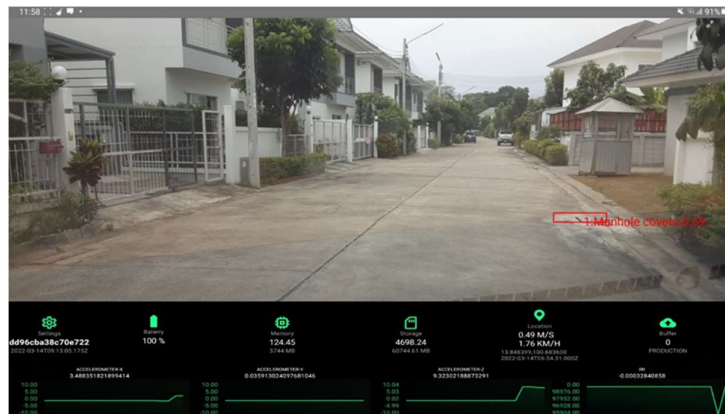 11:58
91%
1:Manhole cover:0.55
Settings
dd96cba38c70e722
2022-03-14T09:13:05.175Z
Battery
100 %
Memory
124.45
3744 MB
Storage
4698.24
60744.61 MB
Location
0.49 M/S
1.76 KM/H
13.848399,100.683600
2022-03-14T06:54:31.000Z
Buffer
0
PRODUCTION
ACCELEROMETER-X
3.488351821899414
ACCELEROMETER-Y
0.035913024097681046
ACCELEROMETER-Z
9.32302188873291
IRI
-0.00032840858
10.00
5.00
0.00
-5.00
-10.00
10.00
5.00
0.00
-5.00
-10.00
10.04
5.03
0.02
-4.99
-10.00
0.00
98976.00
97952.00
96928.00